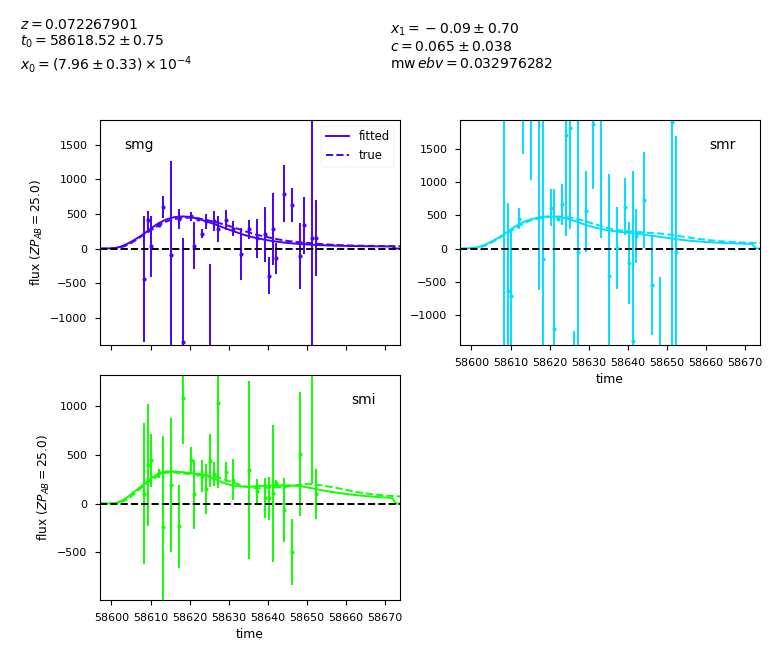 z = 0.072267901
t₀ = 58618.52 ± 0.75
x₀ = (7.96 ± 0.33) × 10⁻⁴
x₁ = −0.09 ± 0.70
c = 0.065 ± 0.038
mw ebv = 0.032976282
smg
fitted
true
1500
1000
500
0
−500
−1000
flux (ZP_AB = 25.0)
smr
1500
1000
500
0
−500
−1000
58600 58610 58620 58630 58640 58650 58660 58670
time
smi
1000
500
0
−500
flux (ZP_AB = 25.0)
58600 58610 58620 58630 58640 58650 58660 58670
time